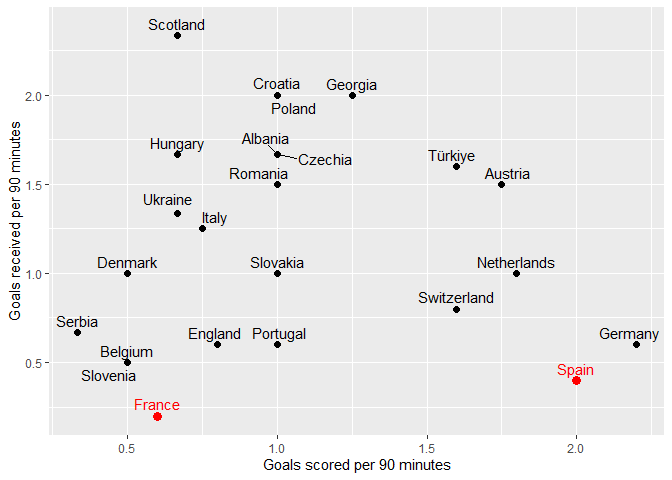 Scotland
Croatia
Georgia
2.0
Poland
Albania
Hungary
Czechia
Türkiye
Romania
Austria
1.5
Ukraine
Italy
Denmark
Slovakia
Netherlands
1.0
Switzerland
Serbia
England
Portugal
Germany
Belgium
0.5
Spain
Slovenia
France
0.5
1.0
1.5
2.0
Goals scored per 90 minutes
Goals received per 90 minutes